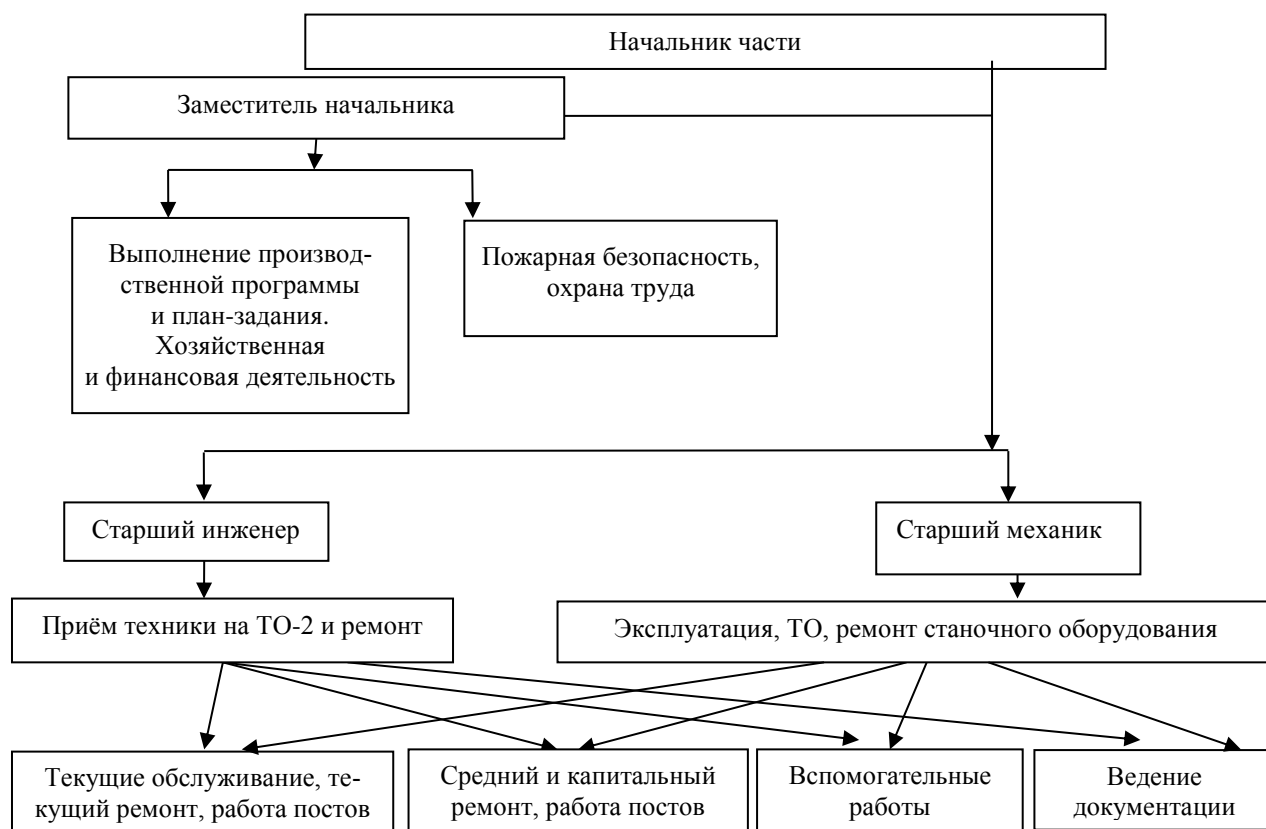 Начальник части
Заместитель начальника
Выполнение производ-
ственной программы
и план-задания.
Хозяйственная
и финансовая деятельность
Пожарная безопасность,
охрана труда
Старший инженер
Старший механик
Приём техники на ТО-2 и ремонт
Эксплуатация, ТО, ремонт станочного оборудования
Текущие обслуживание, те-
кущий ремонт, работа постов
Средний и капитальный
ремонт, работа постов
Вспомогательные
работы
Ведение
документации